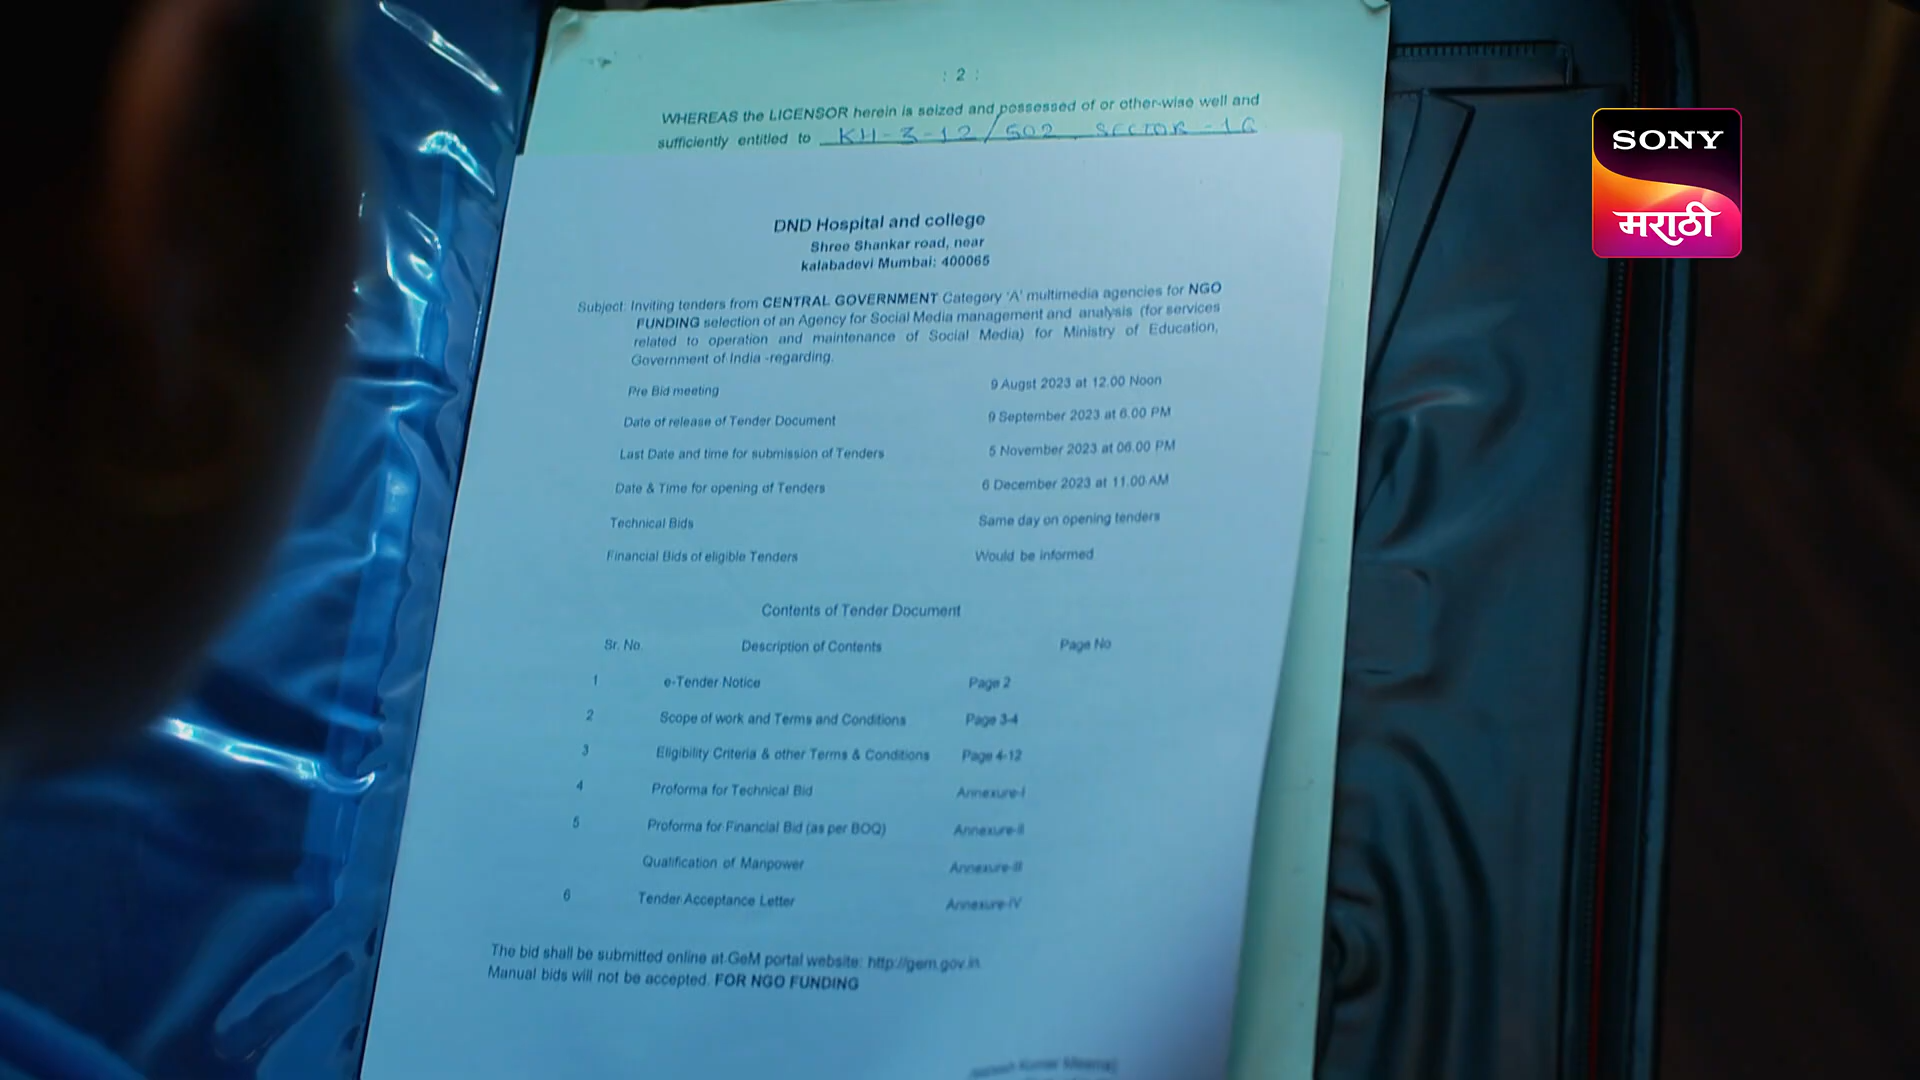 : 2 :
WHEREAS the LICENSOR herein is seized and possessed of or other-wise well and
sufficiently entitled to KH-3-12/502, SECTOR-16
SONY
मराठी
DND Hospital and college
Shree Shankar road, near
kalabadevi Mumbai: 400065
Subject: Inviting tenders from CENTRAL GOVERNMENT Category 'A' multimedia agencies for NGO
FUNDING selection of an Agency for Social Media management and analysis (for services
related to operation and maintenance of Social Media) for Ministry of Education,
Government of India -regarding.
Pre Bid meeting 9 Augst 2023 at 12.00 Noon
Date of release of Tender Document 9 September 2023 at 6.00 PM
Last Date and time for submission of Tenders 5 November 2023 at 06.00 PM
Date & Time for opening of Tenders 6 December 2023 at 11.00 AM
Technical Bids Same day on opening tenders
Financial Bids of eligible Tenders Would be informed
Contents of Tender Document
Sr. No. Description of Contents Page No
1 e-Tender Notice Page 2
2 Scope of work and Terms and Conditions Page 3-4
3 Eligibility Criteria & other Terms & Conditions Page 4-12
4 Proforma for Technical Bid Annexure-I
5 Proforma for Financial Bid (as per BOQ) Annexure-II
Qualification of Manpower Annexure-III
6 Tender Acceptance Letter Annexure-IV
The bid shall be submitted online at GeM portal website: http://gem.gov.in
Manual bids will not be accepted. FOR NGO FUNDING